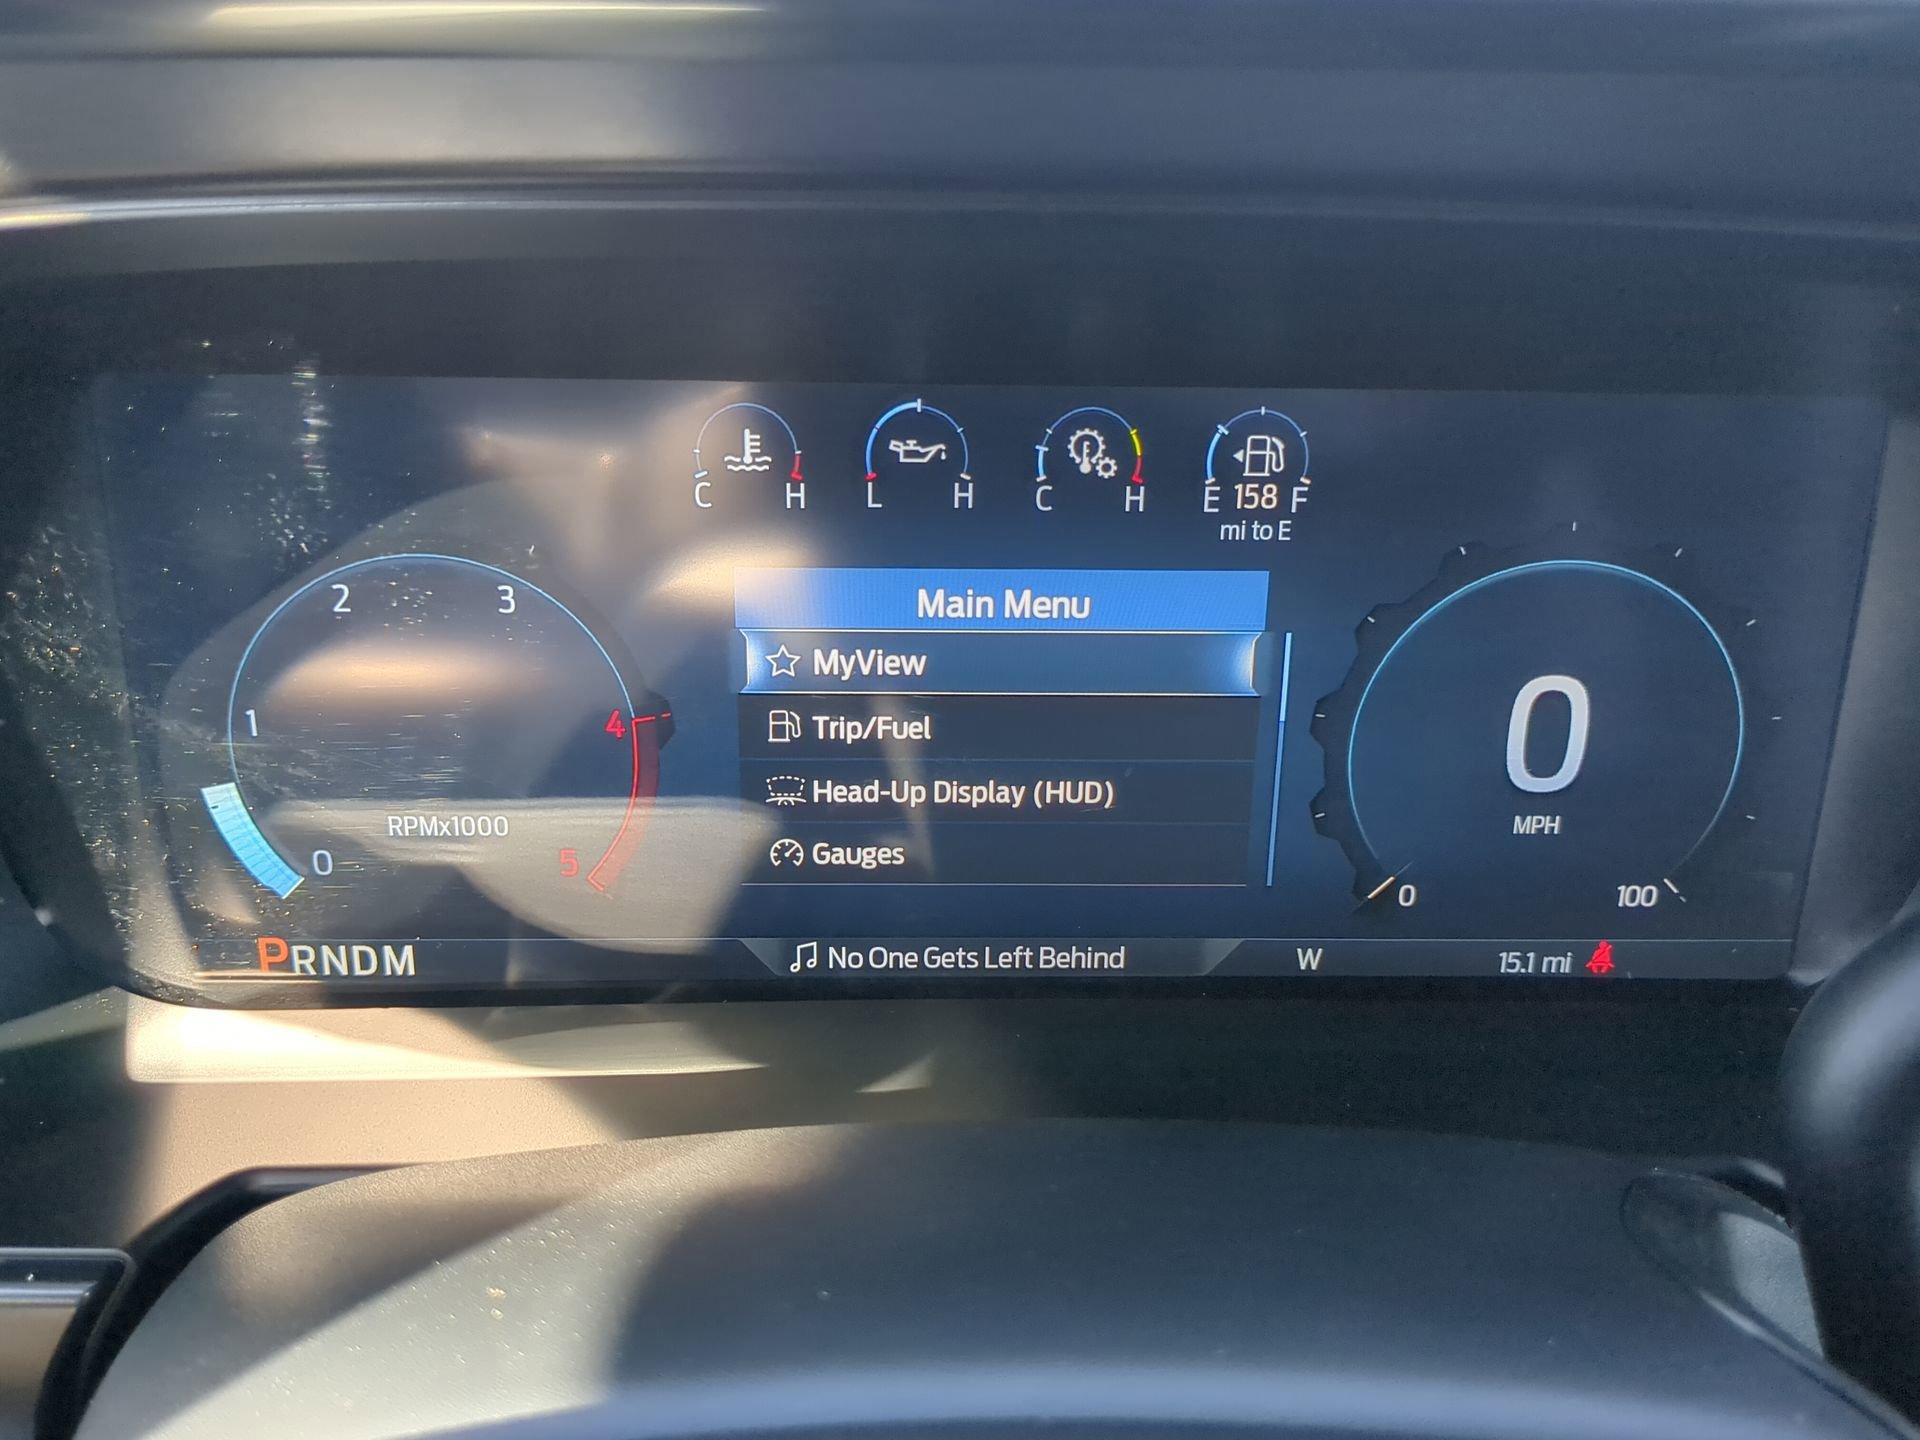 C H L H C H E 158 F
mi to E
2 3
1 4
RPMx1000
0 5
Main Menu
MyView
Trip/Fuel
Head-Up Display (HUD)
Gauges
0
MPH
0 100
PRNDM
No One Gets Left Behind
W
15.1 mi